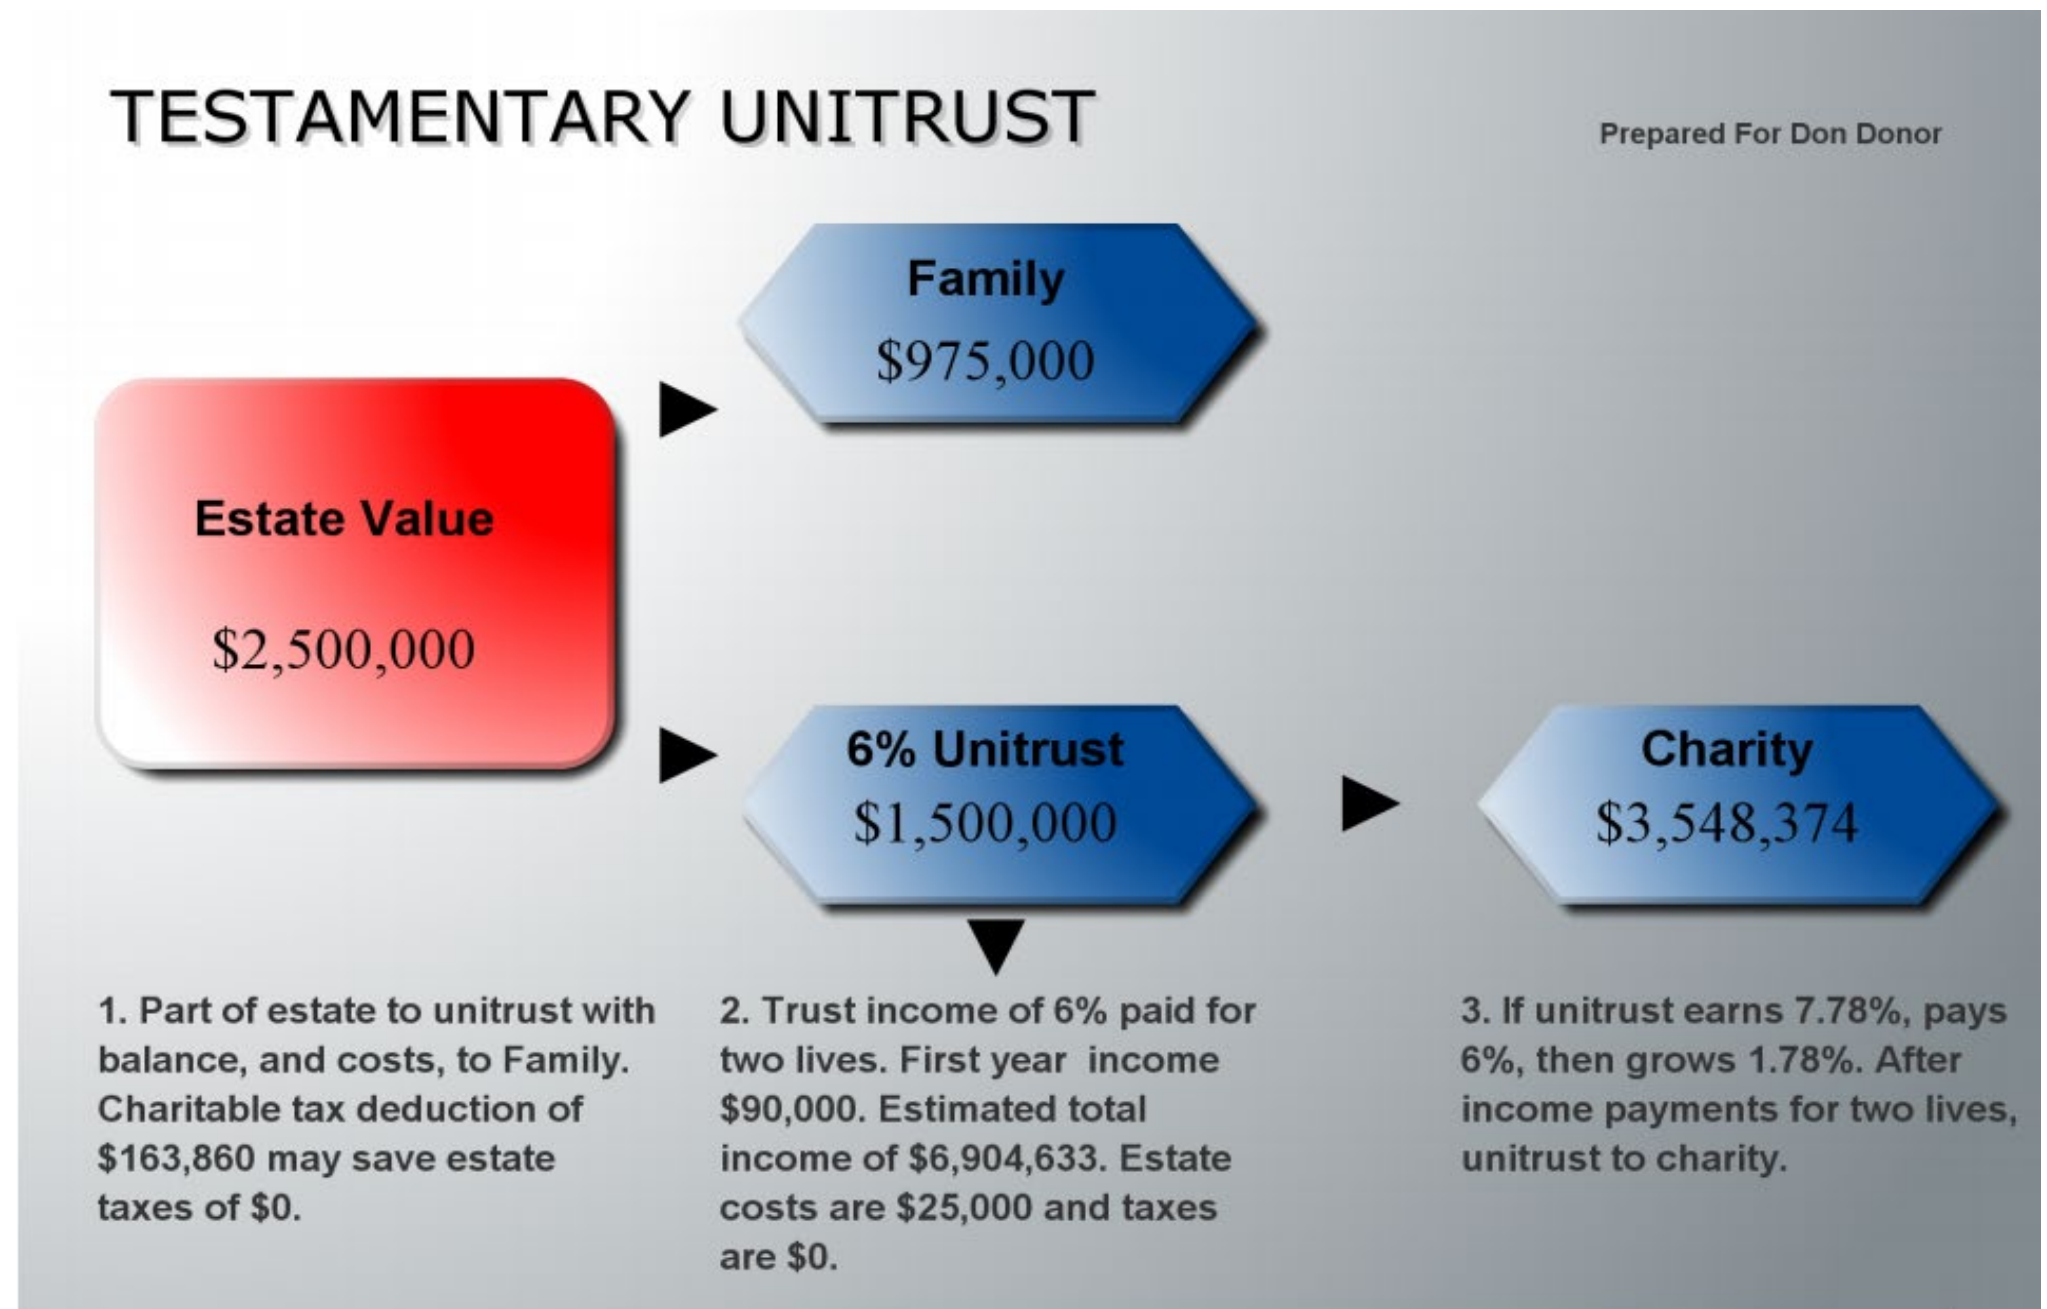 TESTAMENTARY UNITRUST
Prepared For Don Donor
Family
$975,000
Estate Value
$2,500,000
6% Unitrust
$1,500,000
Charity
$3,548,374
1. Part of estate to unitrust with
balance, and costs, to Family.
Charitable tax deduction of
$163,860 may save estate
taxes of $0.
2. Trust income of 6% paid for
two lives. First year  income
$90,000. Estimated total
income of $6,904,633. Estate
costs are $25,000 and taxes
are $0.
3. If unitrust earns 7.78%, pays
6%, then grows 1.78%. After
income payments for two lives,
unitrust to charity.